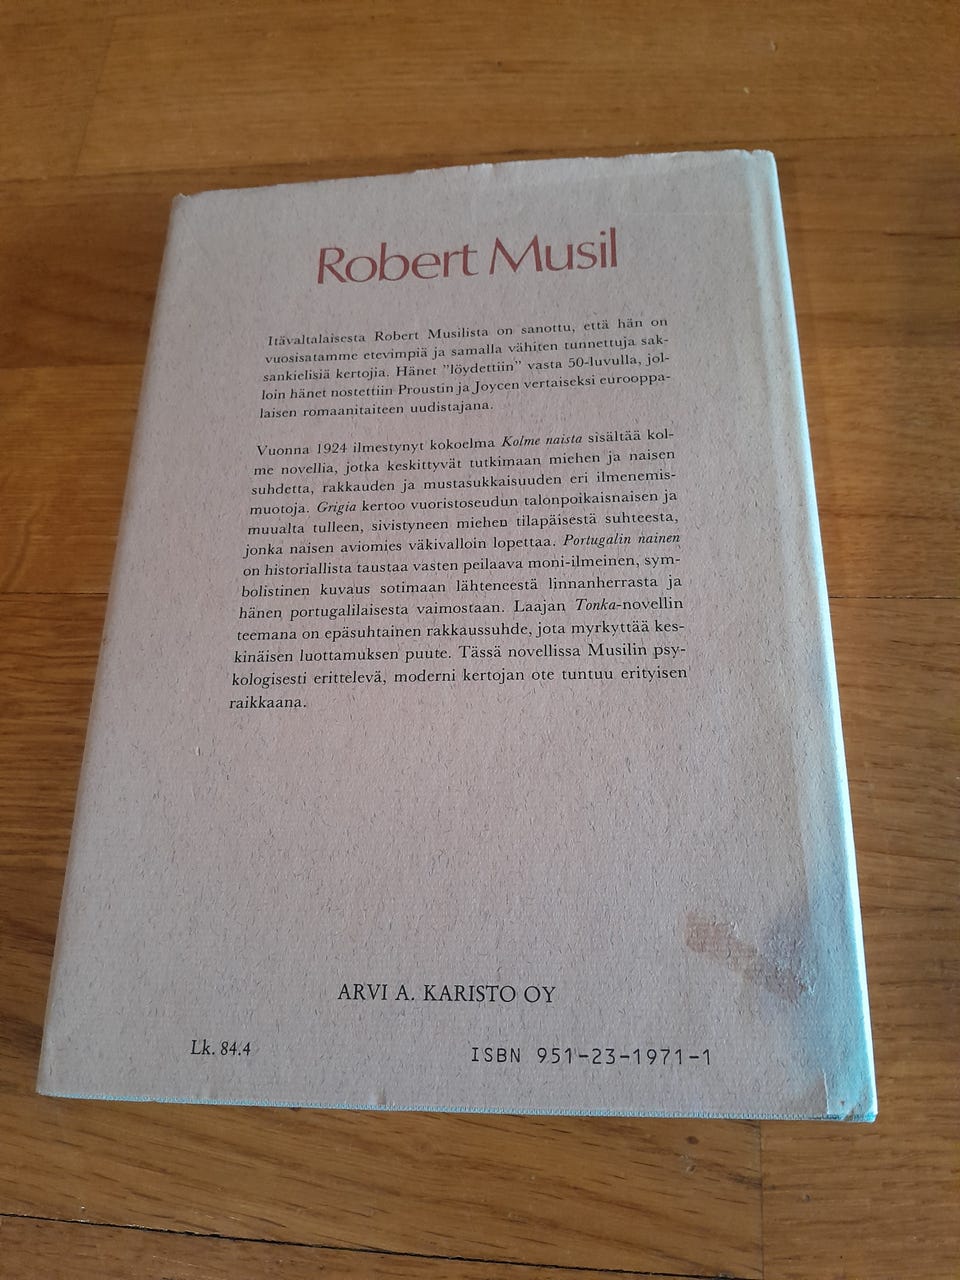 Robert Musil
Itävaltalaisesta Robert Musilista on sanottu, että hän on
vuosisatamme etevimpiä ja samalla vähiten tunnettuja sak-
sankielisiä kertojia. Hänet "löydettiin" vasta 50-luvulla, jol-
loin hänet nostettiin Proustin ja Joycen vertaiseksi eurooppa-
laisen romaanitaiteen uudistajana.
Vuonna 1924 ilmestynyt kokoelma Kolme naista sisältää kol-
me novellia, jotka keskittyvät tutkimaan miehen ja naisen
suhdetta, rakkauden ja mustasukkaisuuden eri ilmenemis-
muotoja. Grigia kertoo vuoristoseudun talonpoikaisnaisen ja
muualta tulleen, sivistyneen miehen tilapäisestä suhteesta,
jonka naisen aviomies väkivalloin lopettaa. Portugalin nainen
on historiallista taustaa vasten peilaava moni-ilmeinen, sym-
bolistinen kuvaus sotimaan lähteneestä linnanherrasta ja
hänen portugalilaisesta vaimostaan. Laajan Tonka-novellin
teemana on epäsuhtainen rakkaussuhde, jota myrkyttää kes-
kinäisen luottamuksen puute. Tässä novellissa Musilin psy-
kologisesti erittelevä, moderni kertojan ote tuntuu erityisen
raikkaana.
ARVI A. KARISTO OY
Lk. 84.4
ISBN 951-23-1971-1